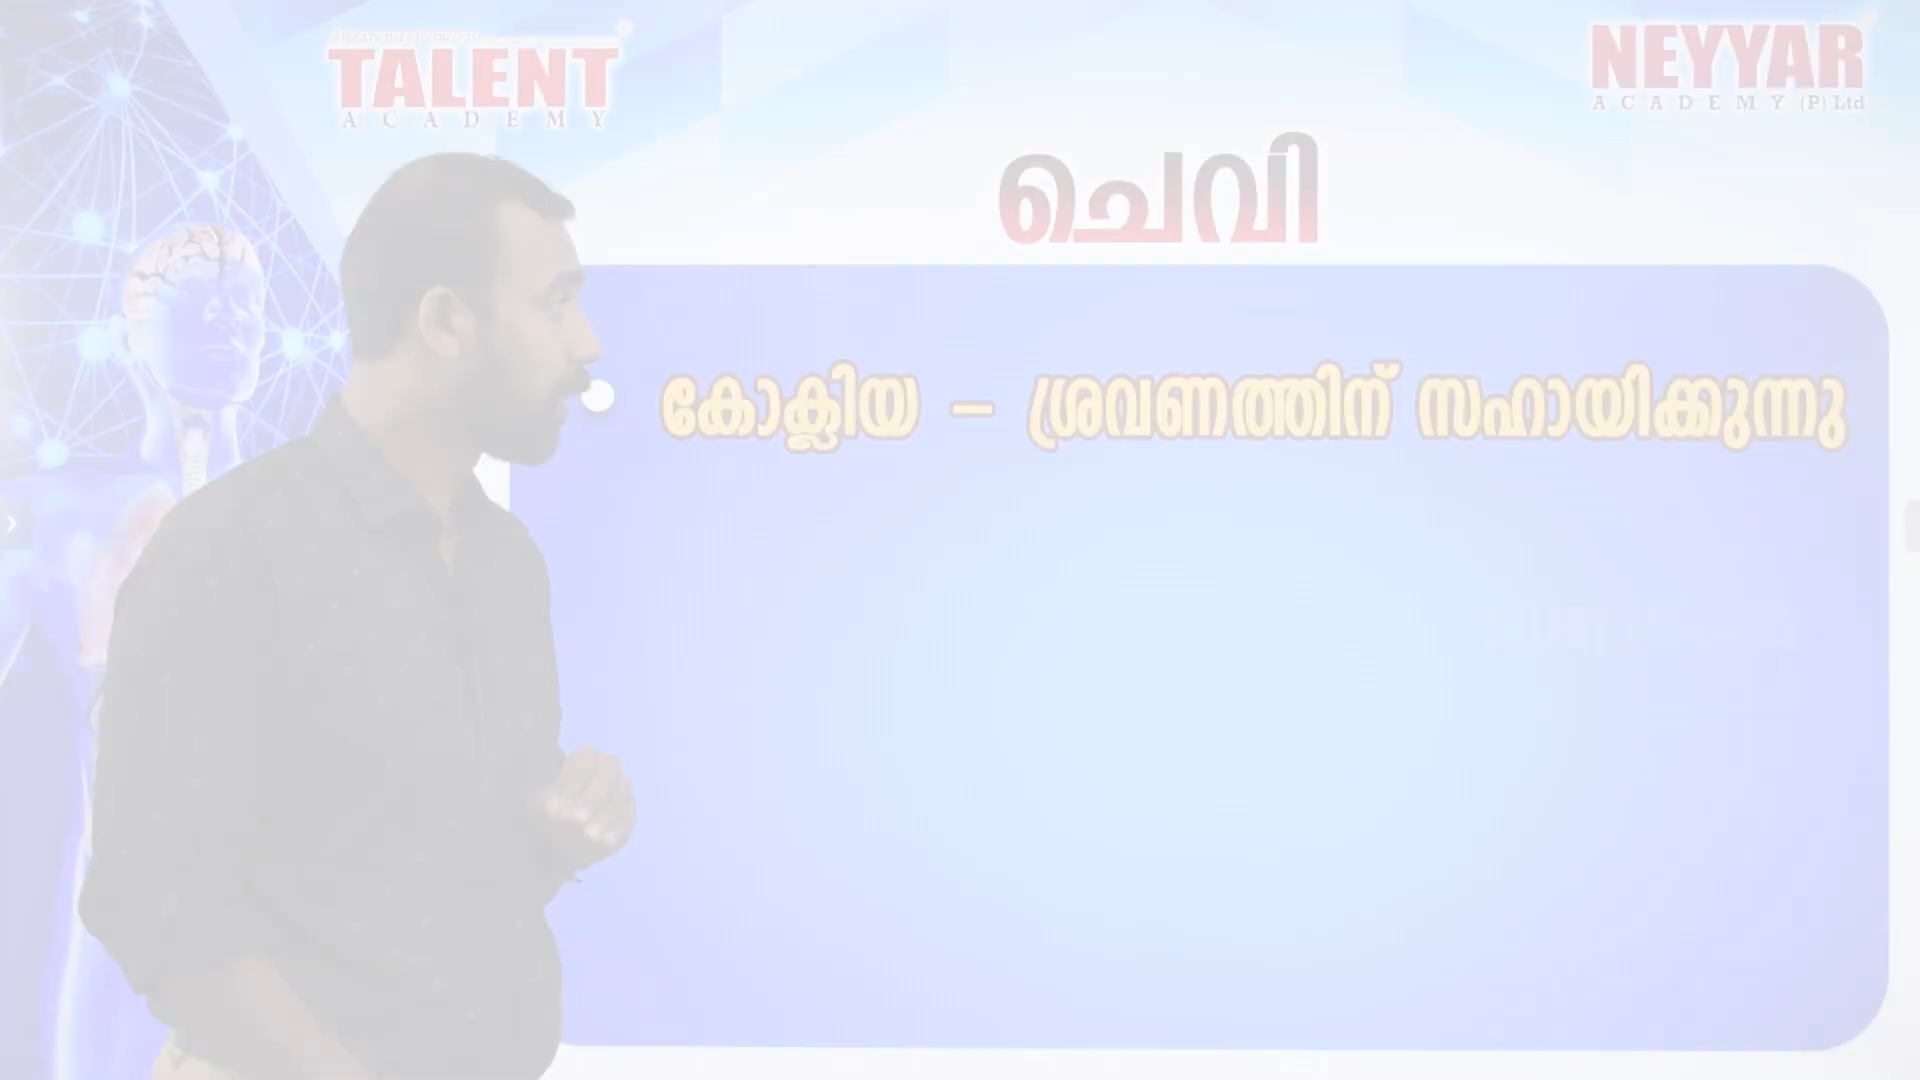 TALENT
ACADEMY
NEYYAR
ACADEMY (P) Ltd
ചെവി
കോക്ലിയ – ശ്രവണത്തിന് സഹായിക്കുന്നു